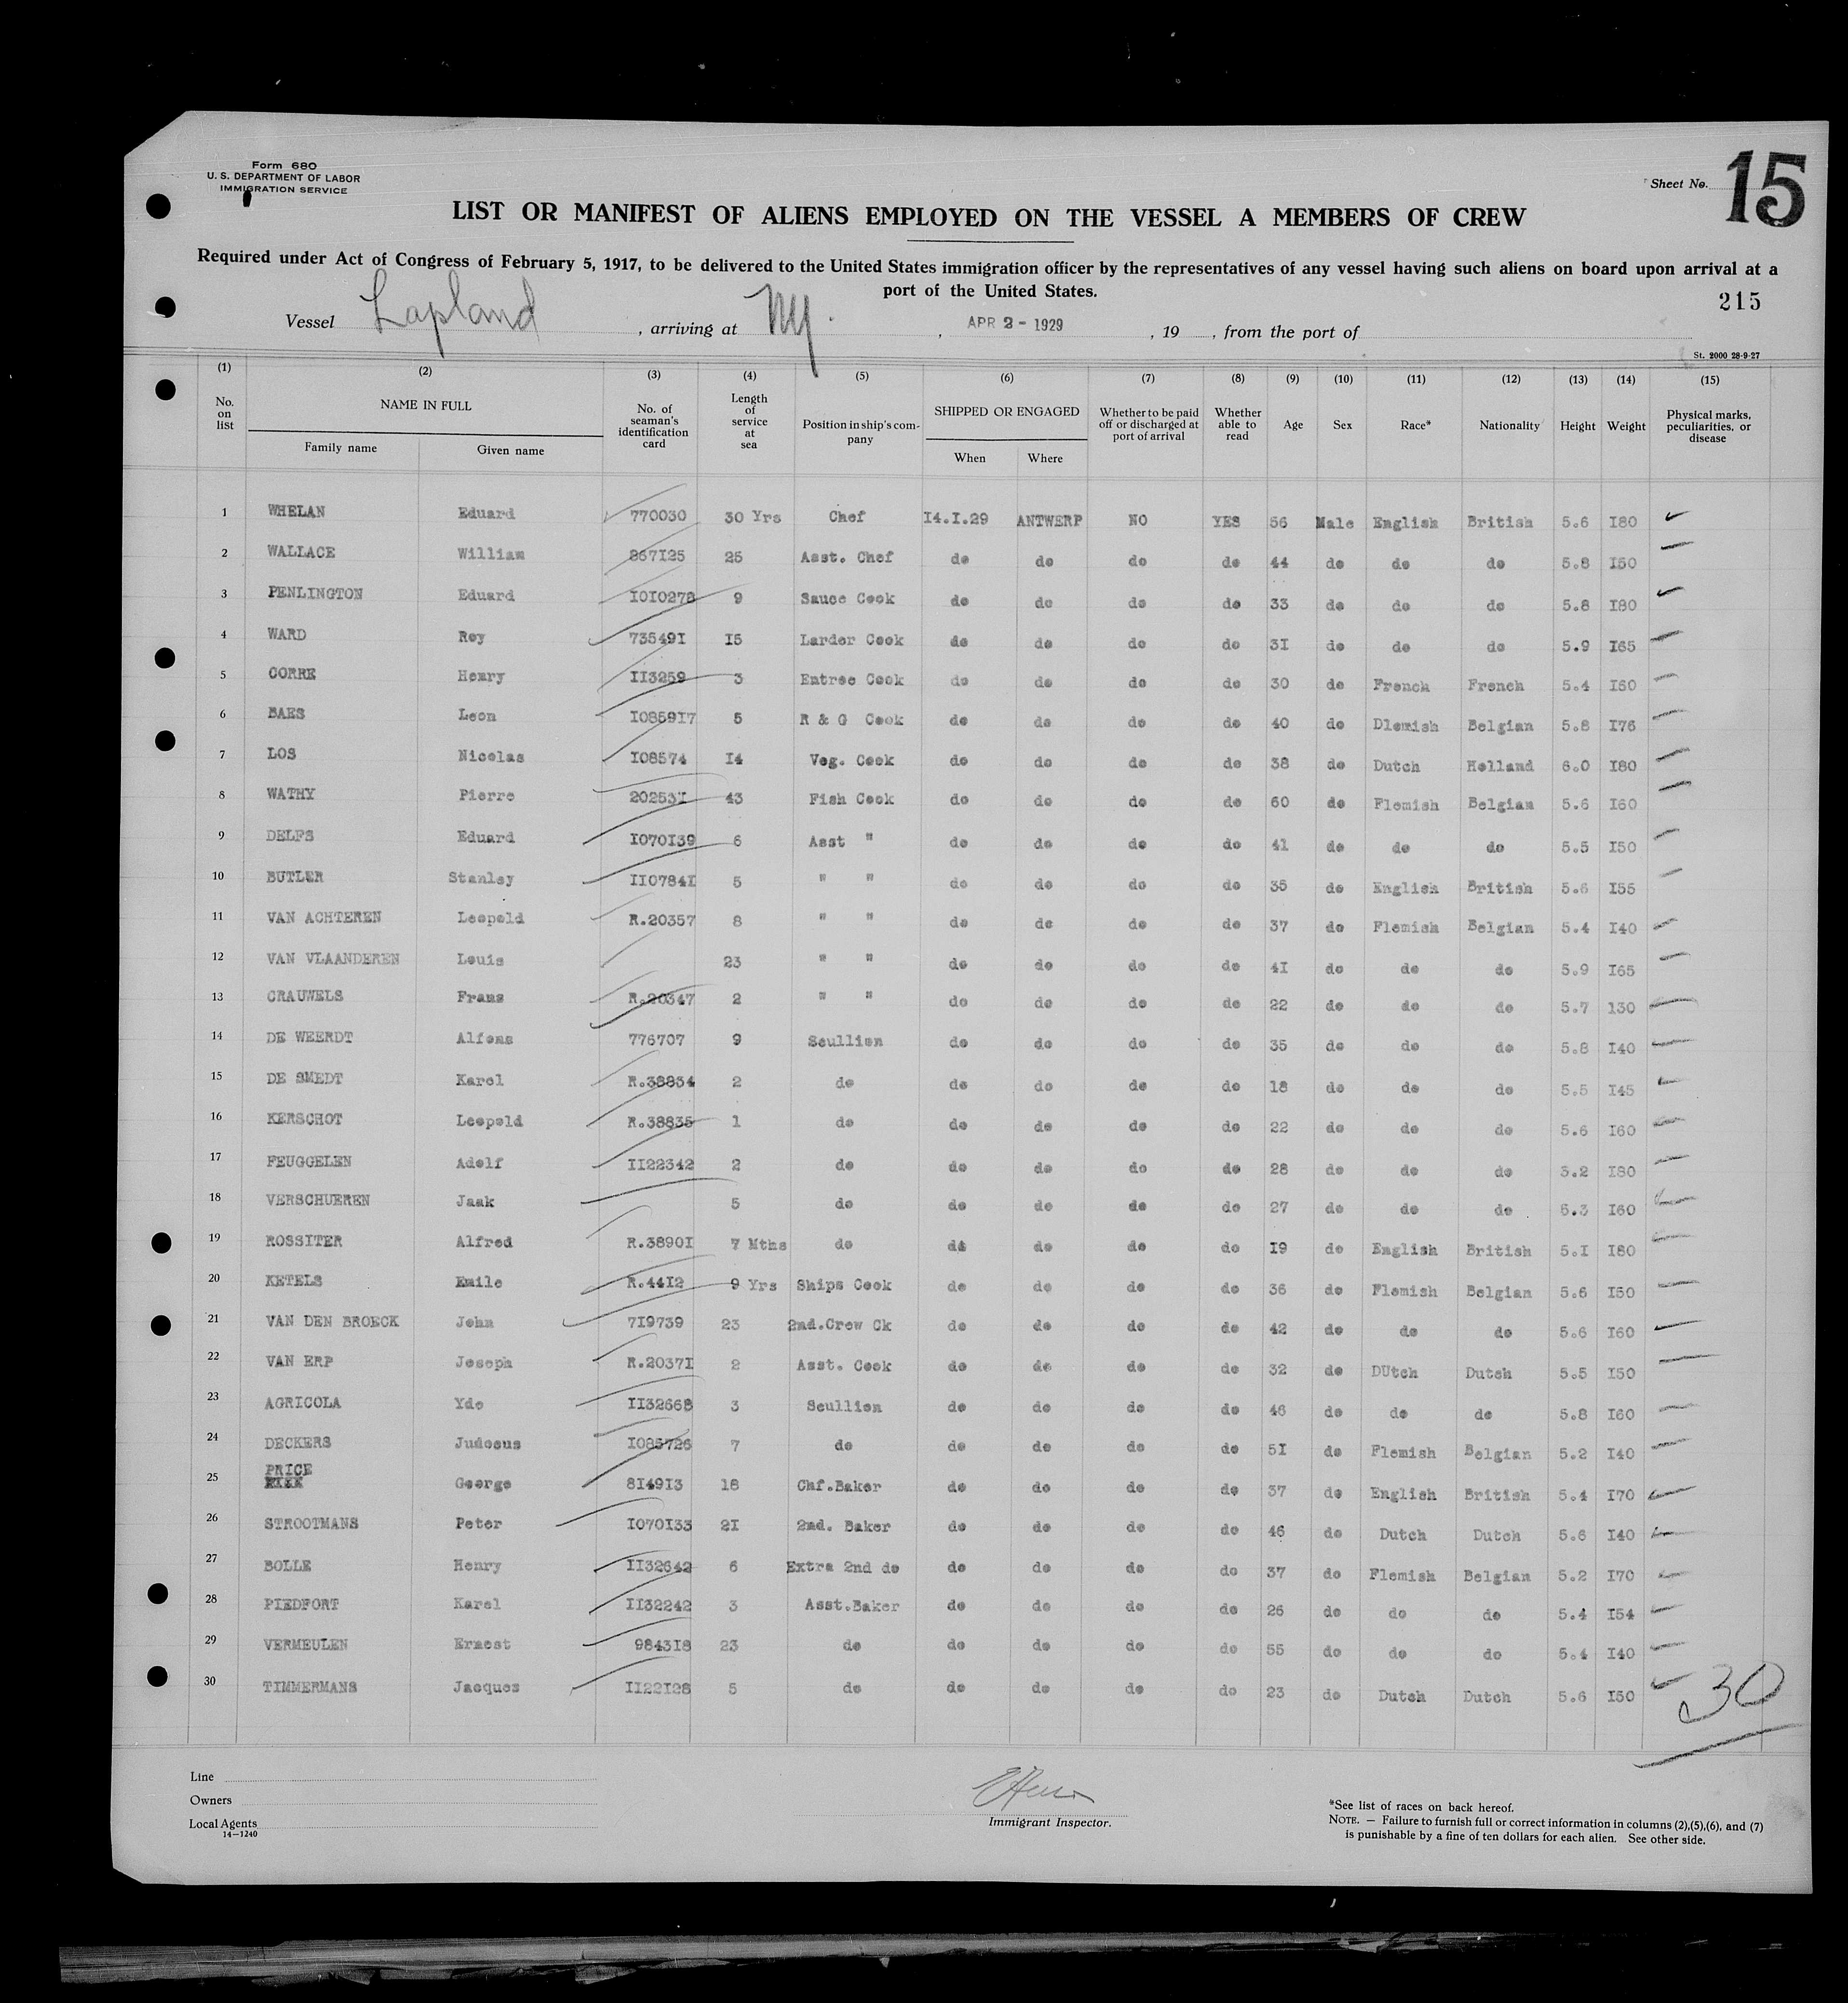 Form 680
U. S. DEPARTMENT OF LABOR
IMMIGRATION SERVICE
Sheet No. 15
LIST OR MANIFEST OF ALIENS EMPLOYED ON THE VESSEL A MEMBERS OF CREW
Required under Act of Congress of February 5, 1917, to be delivered to the United States immigration officer by the representatives of any vessel having such aliens on board upon arrival at a
port of the United States.
215
Vessel Lapland , arriving at NY. , APR 2 - 1929 , 19 , from the port of
St. 2000 28-9-27
(1) (2) (3) (4) (5) (6) (7) (8) (9) (10) (11) (12) (13) (14) (15)
No. on list NAME IN FULL Family name Given name No. of seaman's identification card Length of service at sea Position in ship's com- pany SHIPPED OR ENGAGED When Where Whether to be paid off or discharged at port of arrival Whether able to read Age Sex Race* Nationality Height Weight Physical marks, peculiarities, or disease
1 WHELAN Eduard 770030 30 Yrs Chef I4.I.29 ANTWERP NO YES 56 Male English British 5.6 I80
2 WALLACE William 867I25 25 Asst. Chef do do do do 44 do do do 5.8 I50
3 PENLINGTON Eduard I0I0278 9 Sauce Cook do do do do 33 do do do 5.8 I80
4 WARD Roy 73549I I5 Larder Cook do do do do 3I do do do 5.9 I65
5 CORRE Henry II3259 3 Entree Cook do do do do 30 do French French 5.4 I60
6 BAES Leon I0859I7 5 R & G Cook do do do do 40 do Dlemish Belgian 5.8 I76
7 LOS Nicolas I08574 I4 Veg. Cook do do do do 38 do Dutch Holland 6.0 I80
8 WATHY Pierre 20253I 43 Fish Cook do do do do 60 do Flemish Belgian 5.6 I60
9 DELFS Eduard I070I39 6 Asst " do do do do 41 do do do 5.5 I50
10 BUTLER Stanley II0784I 5 " " do do do do 35 do English British 5.6 I55
11 VAN ACHTEREN Leopold R.20357 8 " " do do do do 37 do Flemish Belgian 5.4 I40
12 VAN VLAANDEREN Louis 23 " " do do do do 4I do do do 5.9 I65
13 CRAUWELS Frans R.20347 2 " " do do do do 22 do do do 5.7 130
14 DE WEERDT Alfons 776707 9 Scullion do do do do 35 do do do 5.8 I40
15 DE SMEDT Karel R.38834 2 do do do do do 18 do do do 5.5 I45
16 KERSCHOT Leopold R.38835 1 do do do do do 22 do do do 5.6 I60
17 FEUGGELEN Adolf II22342 2 do do do do do 28 do do do 5.2 I80
18 VERSCHUEREN Jaak 5 do do do do do 27 do do do 5.3 I60
19 ROSSITER Alfred R.3890I 7 Mths do do do do do I9 do English British 5.I I60
20 KETELS Emile R.44I2 9 Yrs Ships Cook do do do do 36 do Flemish Belgian 5.6 I50
21 VAN DEN BROECK John 7I9739 23 2nd.Crew Ck do do do do 42 do do do 5.6 I60
22 VAN ERP Joseph R.2037I 2 Asst. Cook do do do do 32 do DUtch Dutch 5.5 I50
23 AGRICOLA Yde II32668 3 Scullion do do do do 46 do do do 5.8 I60
24 DECKERS Judocus I085726 7 do do do do do 5I do Flemish Belgian 5.2 I40
25 PRICE George 8I49I3 18 Chf.Baker do do do do 37 do English British 5.4 I70
26 STROOTMANS Peter I070I33 2I 2nd. Baker do do do do 46 do Dutch Dutch 5.6 I40
27 BOLLE Henry II32642 6 Extra 2nd do do do do do 37 do Flemish Belgian 5.2 I70
28 PIEDFORT Karel II32242 3 Asst.Baker do do do do 26 do do do 5.4 I54
29 VERMEULEN Ernest 9843I8 23 do do do do do 55 do do do 5.4 I40
30 TIMMERMANS Jacques II22I28 5 do do do do do 23 do Dutch Dutch 5.6 I50
30
Line
Owners
Local Agents
14-1240
Immigrant Inspector.
*See list of races on back hereof.
NOTE. — Failure to furnish full or correct information in columns (2),(5),(6), and (7)
is punishable by a fine of ten dollars for each alien. See other side.